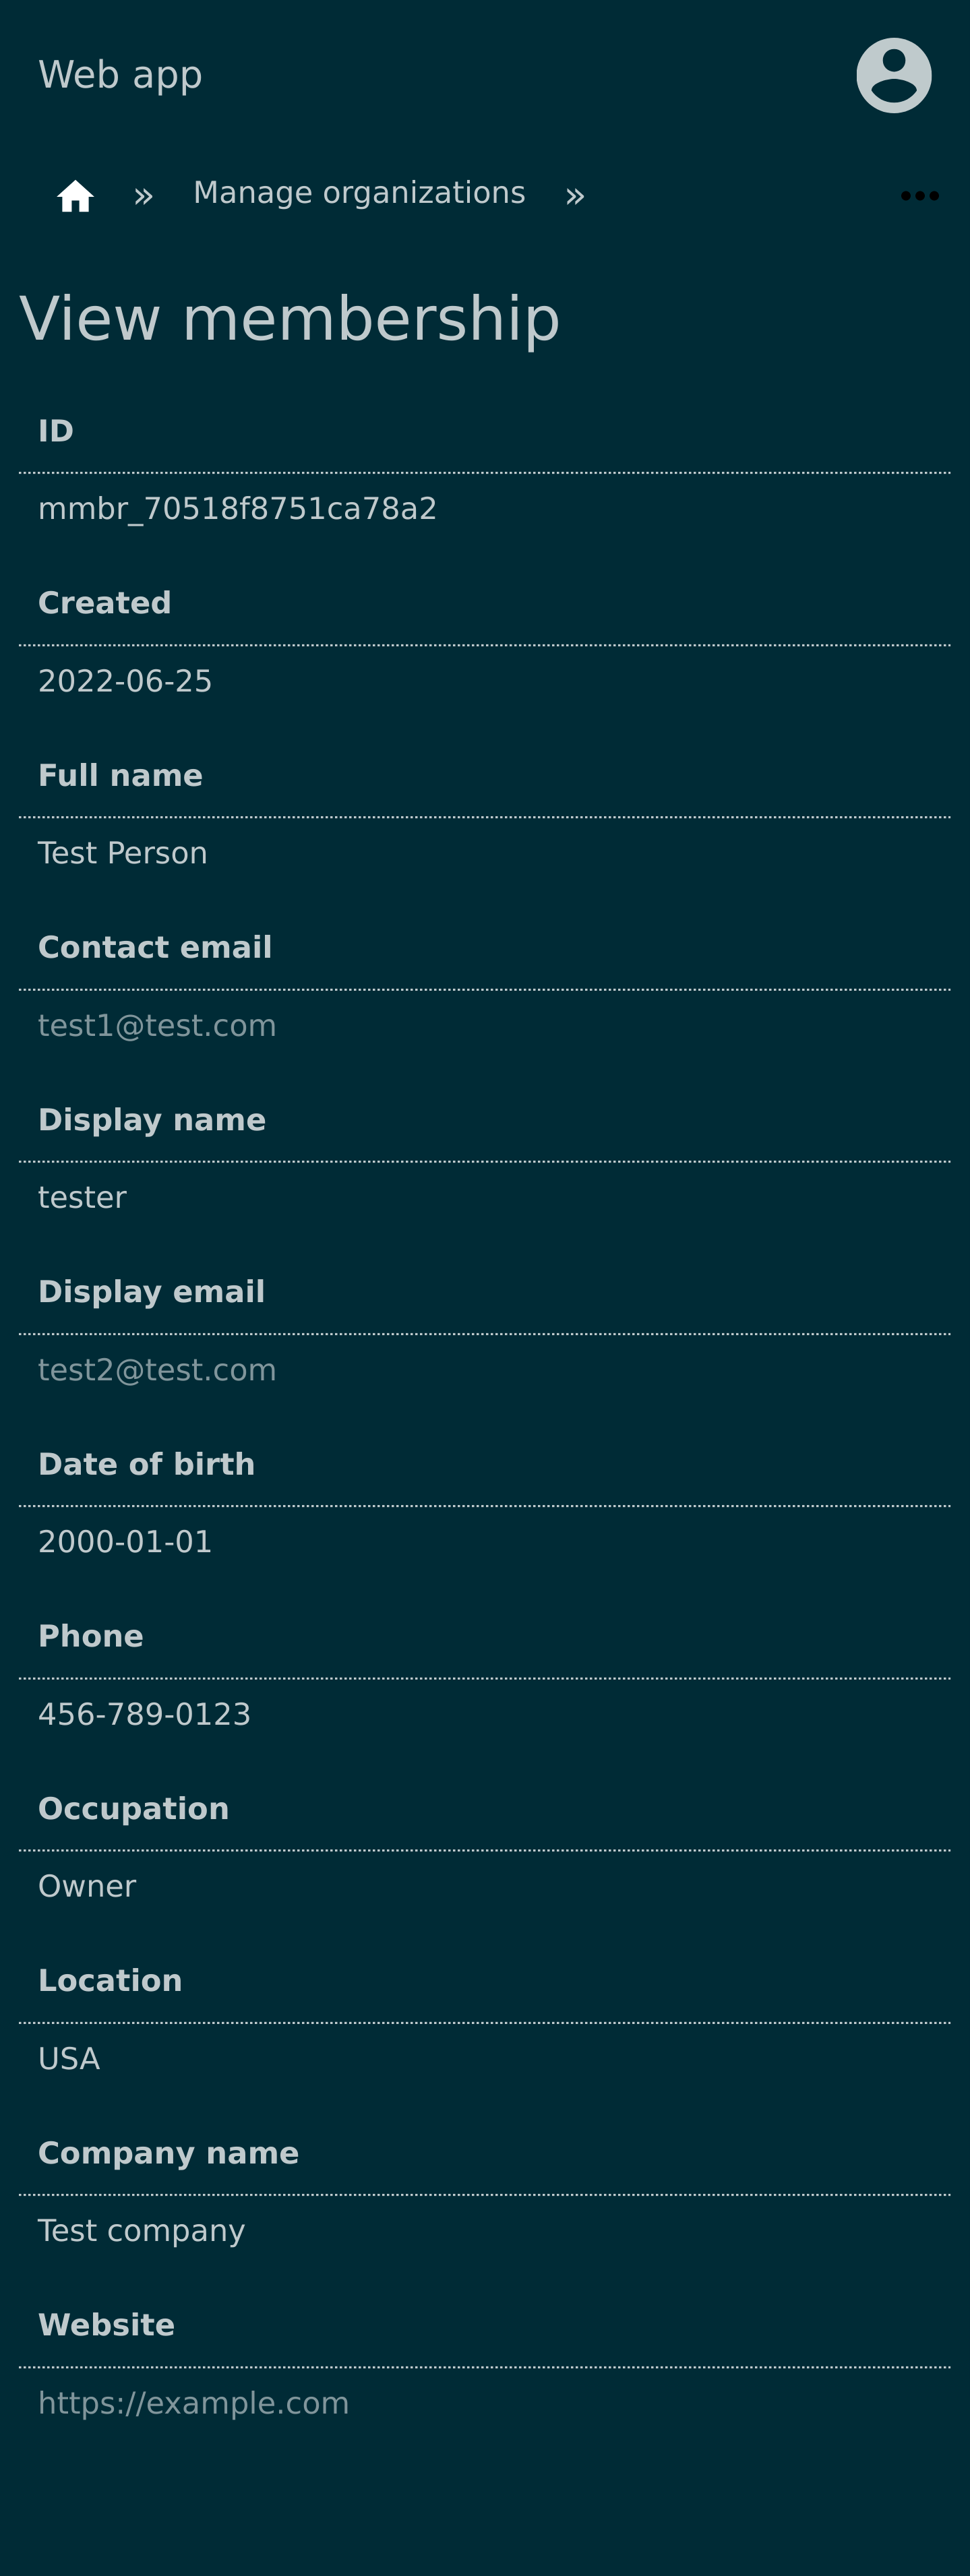 Web app
» Manage organizations »
View membership
ID
mmbr_70518f8751ca78a2
Created
2022-06-25
Full name
Test Person
Contact email
test1@test.com
Display name
tester
Display email
test2@test.com
Date of birth
2000-01-01
Phone
456-789-0123
Occupation
Owner
Location
USA
Company name
Test company
Website
https://example.com